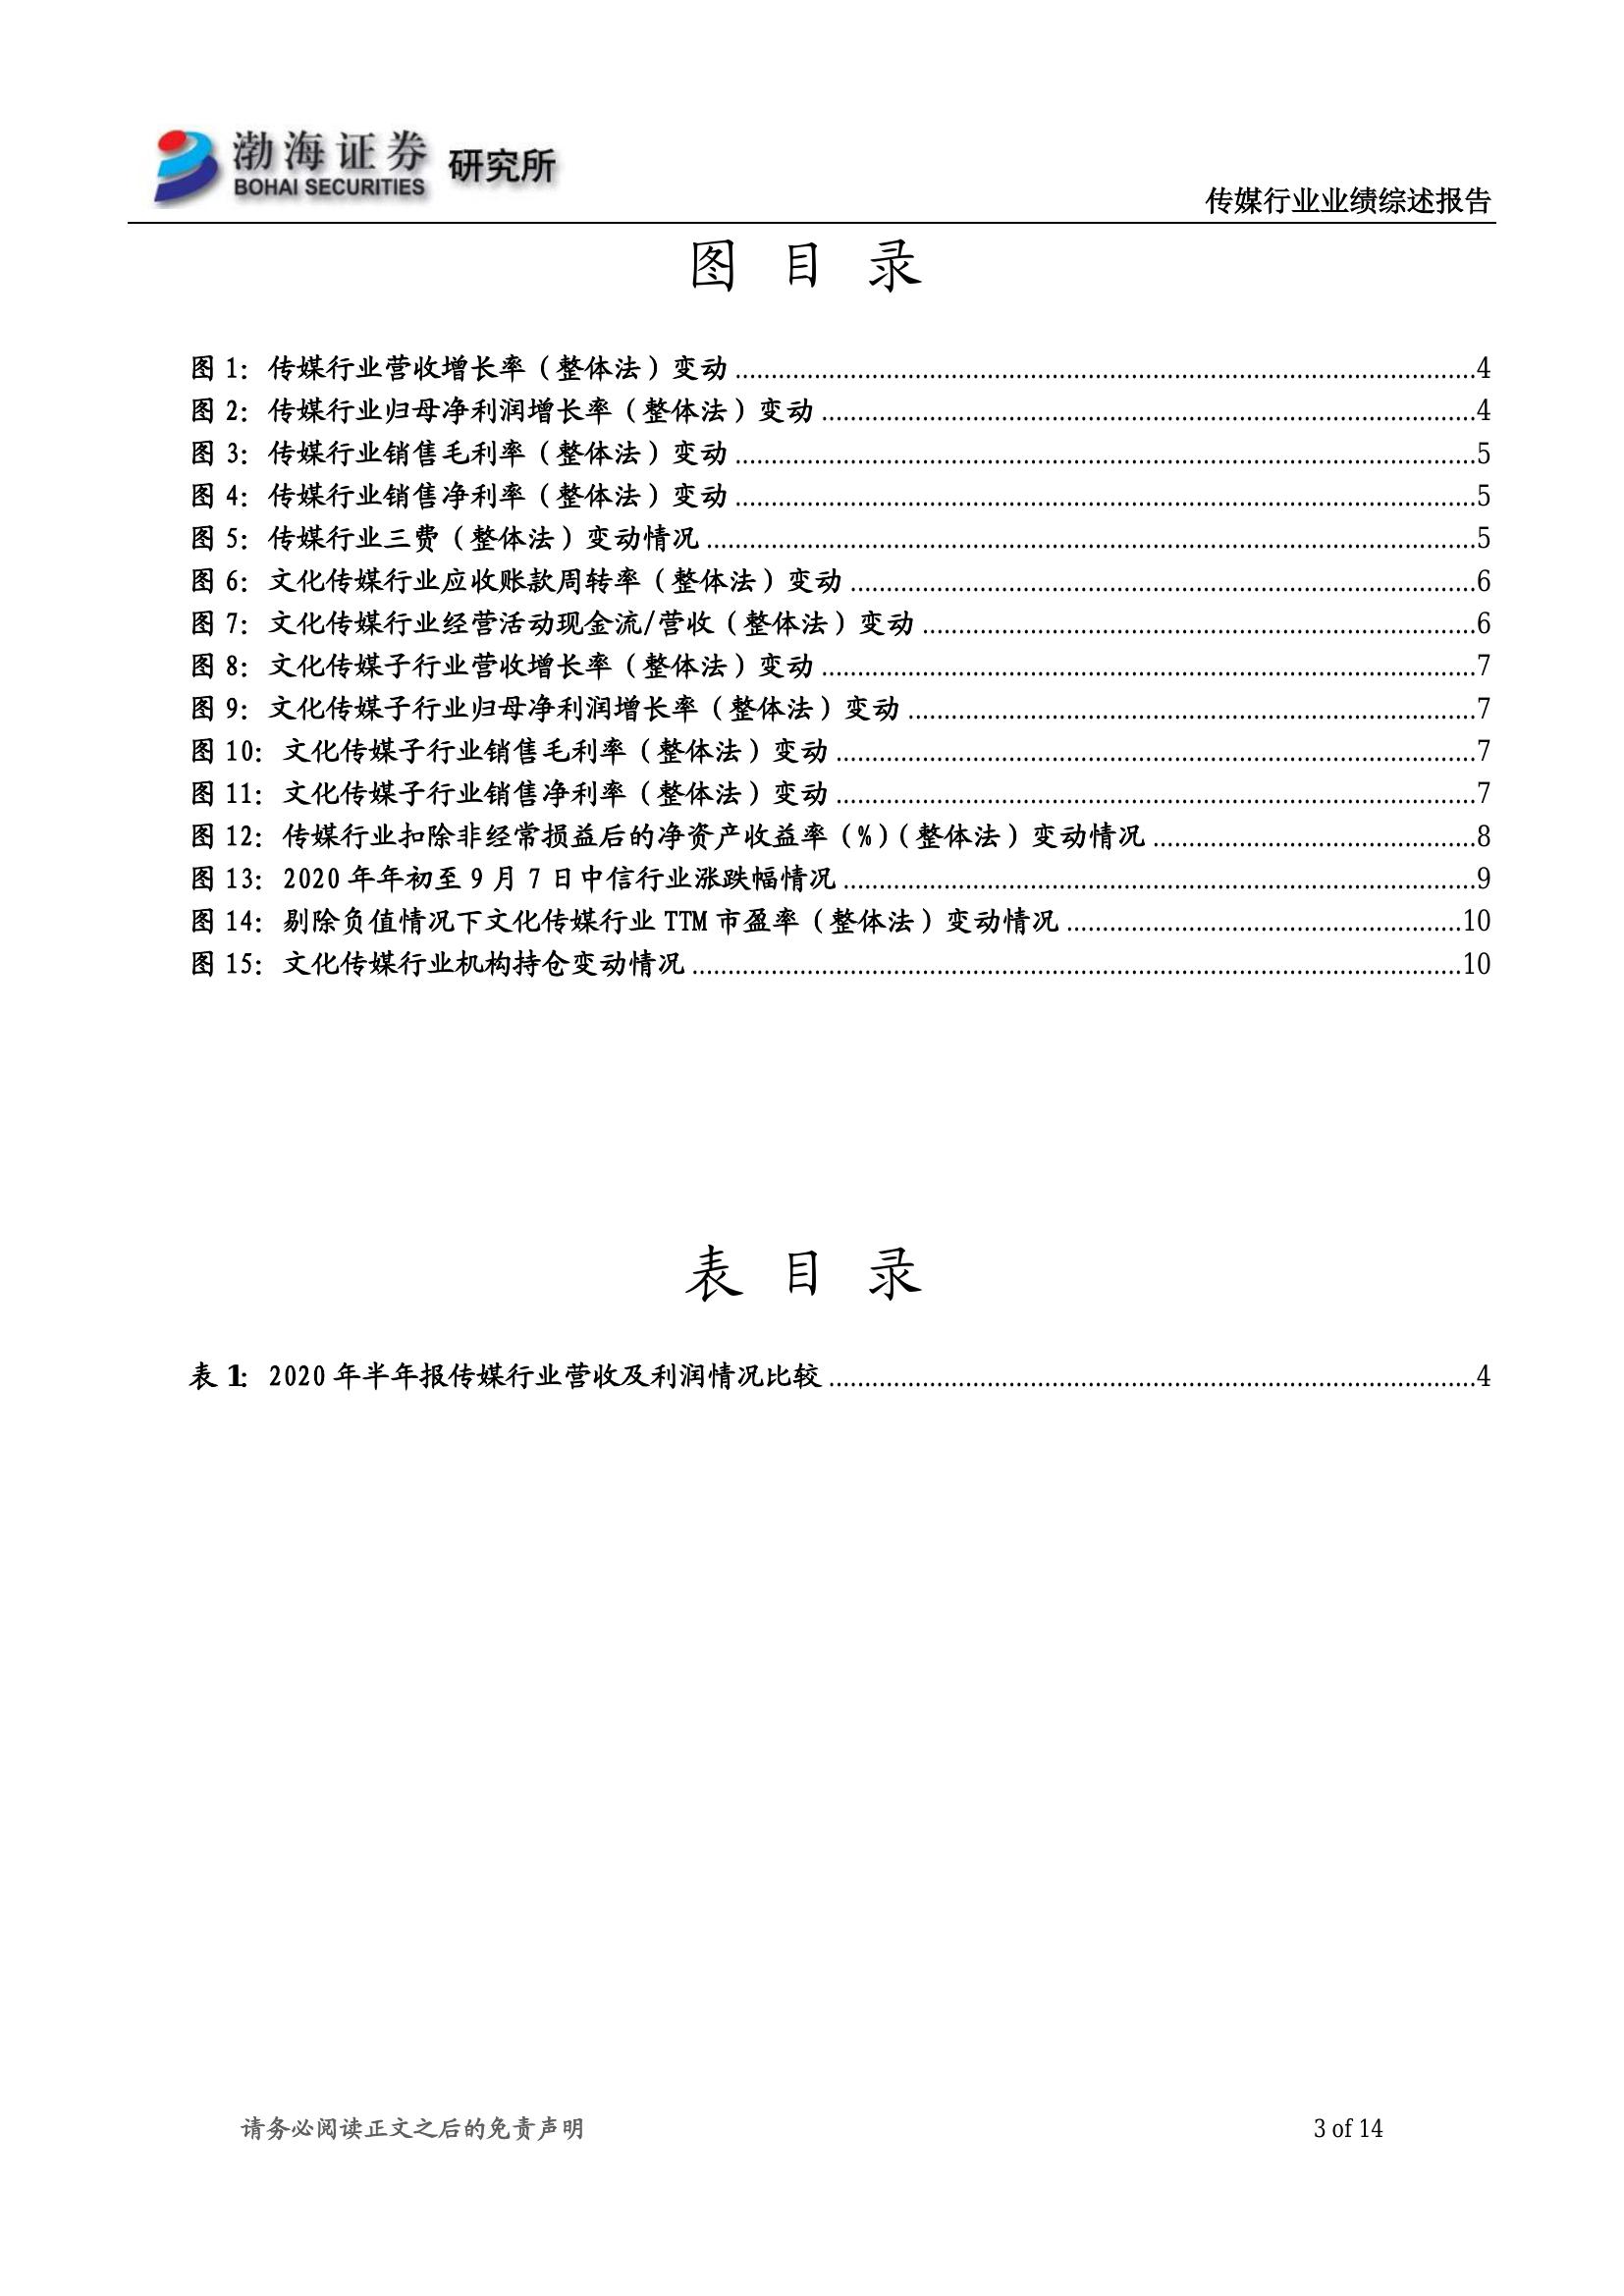 渤海证券
BOHAI SECURITIES
研究所
传媒行业业绩综述报告
图 目 录
图 1：传媒行业营收增长率（整体法）变动........4
图 2：传媒行业归母净利润增长率（整体法）变动........4
图 3：传媒行业销售毛利率（整体法）变动........5
图 4：传媒行业销售净利率（整体法）变动........5
图 5：传媒行业三费（整体法）变动情况........5
图 6：文化传媒行业应收账款周转率（整体法）变动........6
图 7：文化传媒行业经营活动现金流/营收（整体法）变动........6
图 8：文化传媒子行业营收增长率（整体法）变动........7
图 9：文化传媒子行业归母净利润增长率（整体法）变动........7
图 10：文化传媒子行业销售毛利率（整体法）变动........7
图 11：文化传媒子行业销售净利率（整体法）变动........7
图 12：传媒行业扣除非经常损益后的净资产收益率（%）（整体法）变动情况........8
图 13：2020 年年初至 9 月 7 日中信行业涨跌幅情况........9
图 14：剔除负值情况下文化传媒行业 TTM 市盈率（整体法）变动情况........10
图 15：文化传媒行业机构持仓变动情况........10
表 目 录
表 1：2020 年半年报传媒行业营收及利润情况比较........4
请务必阅读正文之后的免责声明
3 of 14